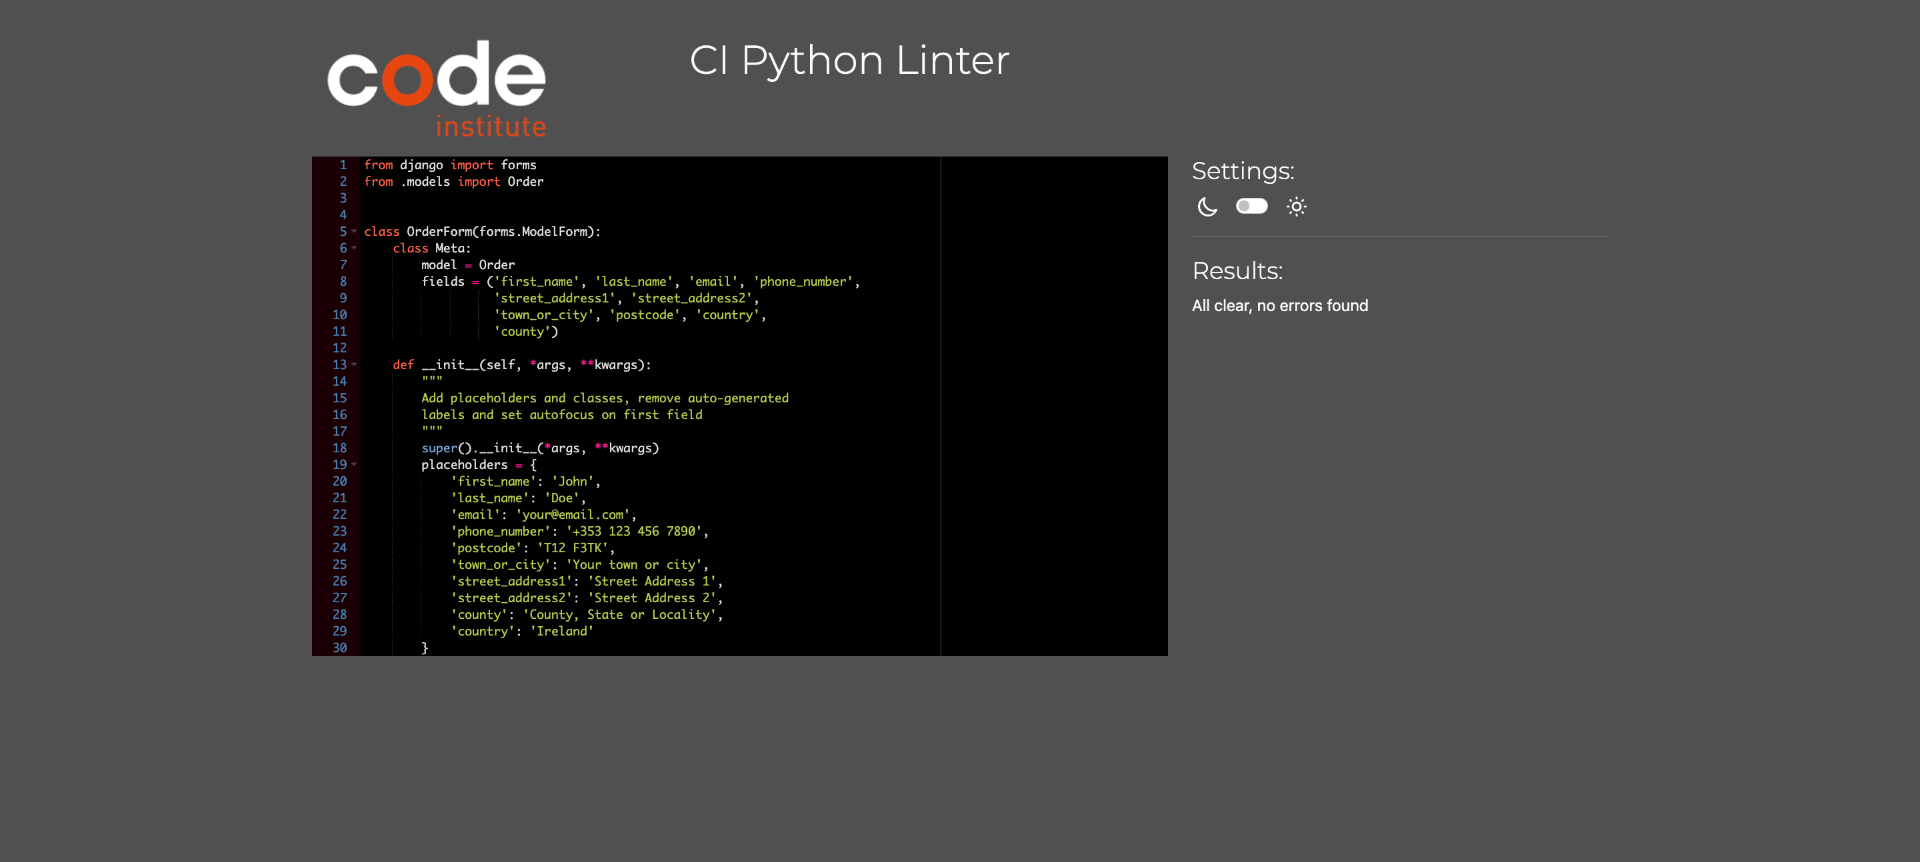 code
institute
CI Python Linter
1 from django import forms
2 from .models import Order
3
4
5 class OrderForm(forms.ModelForm):
6     class Meta:
7         model = Order
8         fields = ('first_name', 'last_name', 'email', 'phone_number',
9                   'street_address1', 'street_address2',
10                   'town_or_city', 'postcode', 'country',
11                   'county')
12
13     def __init__(self, *args, **kwargs):
14         """
15         Add placeholders and classes, remove auto-generated
16         labels and set autofocus on first field
17         """
18         super().__init__(*args, **kwargs)
19         placeholders = {
20             'first_name': 'John',
21             'last_name': 'Doe',
22             'email': 'your@email.com',
23             'phone_number': '+353 123 456 7890',
24             'postcode': 'T12 F3TK',
25             'town_or_city': 'Your town or city',
26             'street_address1': 'Street Address 1',
27             'street_address2': 'Street Address 2',
28             'county': 'County, State or Locality',
29             'country': 'Ireland'
30         }
Settings:
Results:
All clear, no errors found